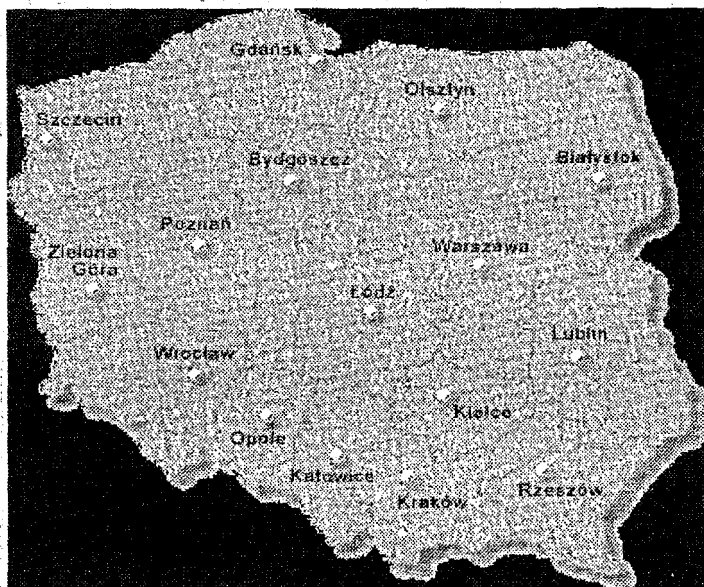 Gdańsk
Olsztyn
Szczecin
Bydgoszcz
Białystok
Poznań
Zielona
Góra
Warszawa
Łódź
Lublin
Wrocław
Kielce
Opole
Katowice
Kraków
Rzeszów